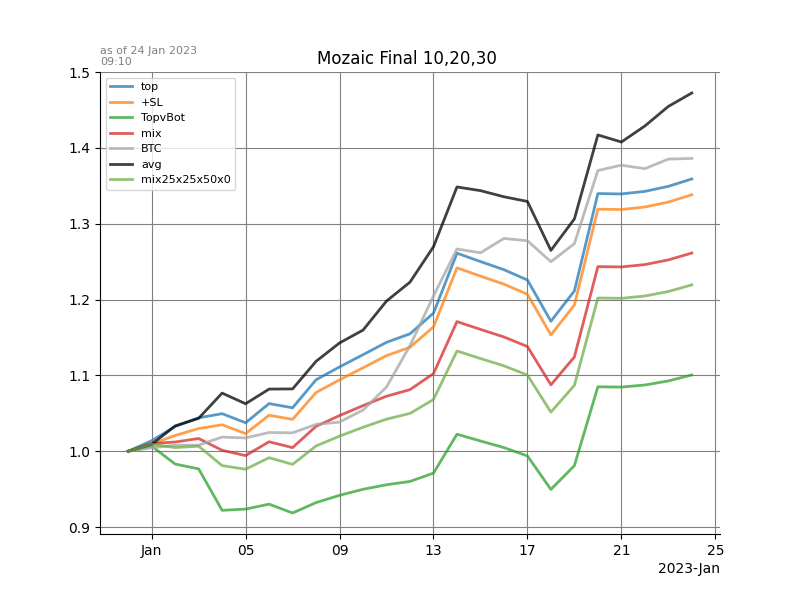 as of 24 Jan 2023
09:10
Mozaic Final 10,20,30
1.5
1.4
1.3
1.2
1.1
1.0
0.9
top
+SL
TopvBot
mix
BTC
avg
mix25x25x50x0
Jan 05 09 13 17 21 25
2023-Jan